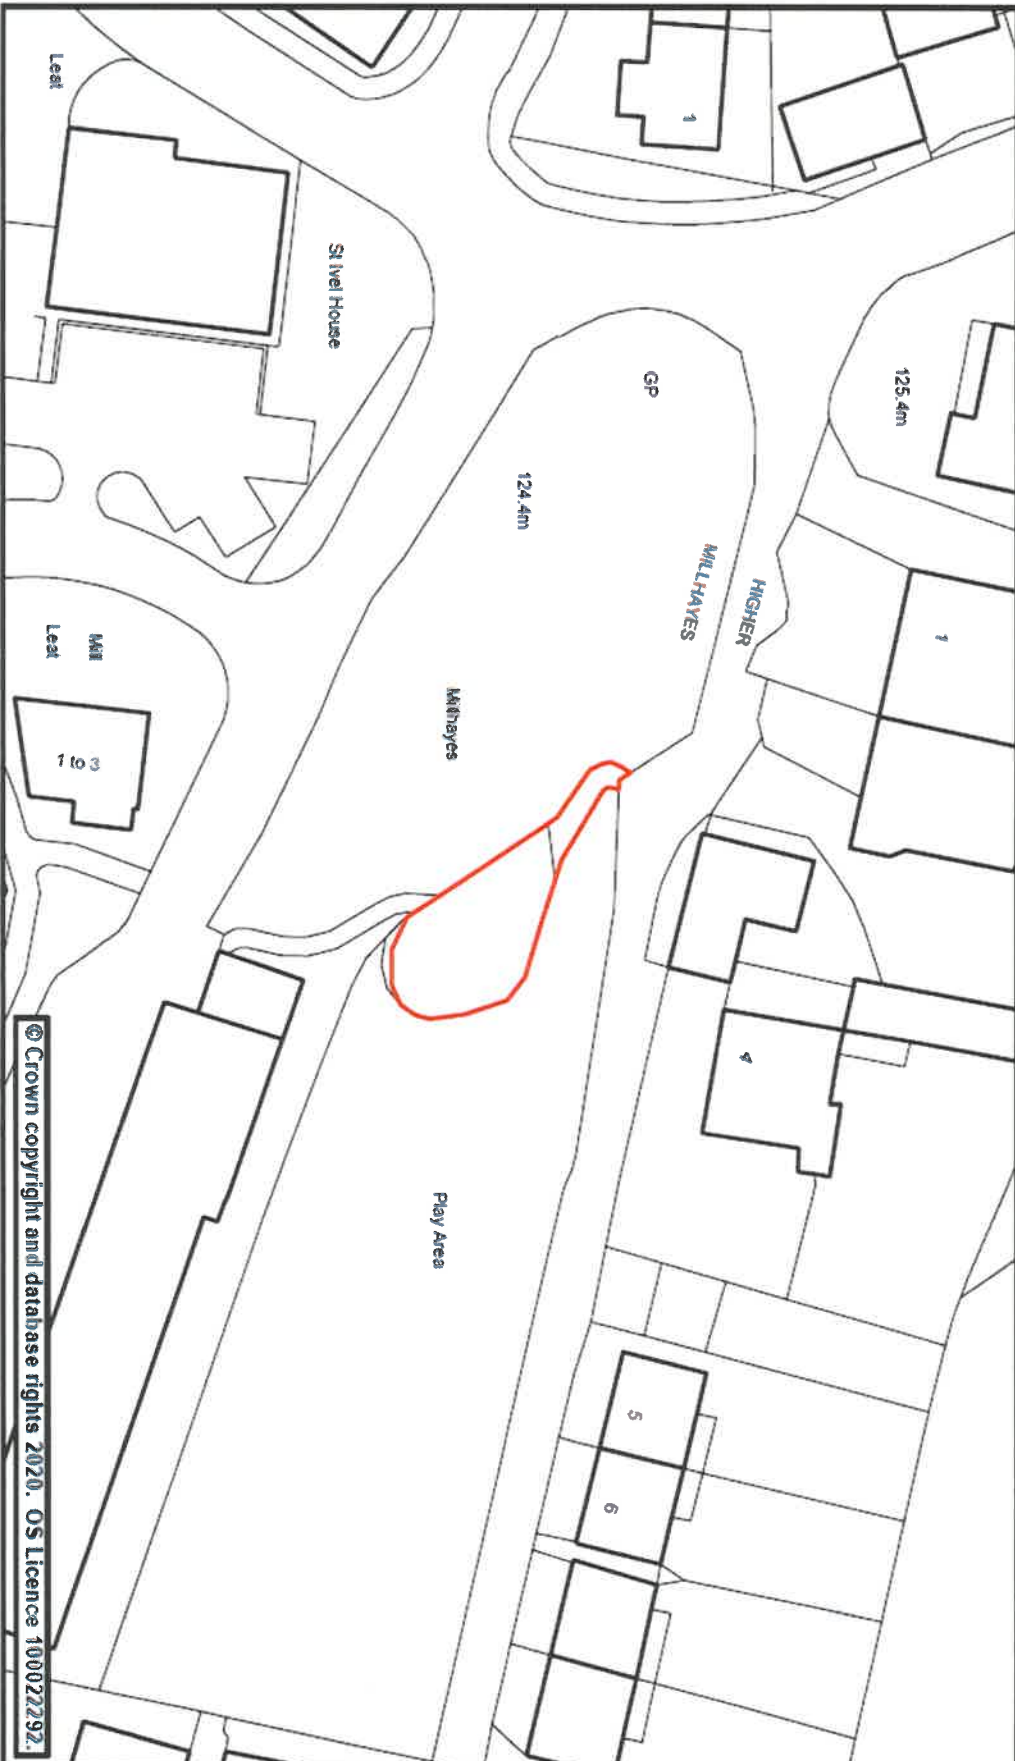 125.4m
1
HIGHER
MILLHAYES
1
GP
124.4m
Millhayes
4
5
6
Play Area
St Ivel House
Leat
Mill
Leat
1 to 3
© Crown copyright and database rights 2020. OS Licence 100022292.